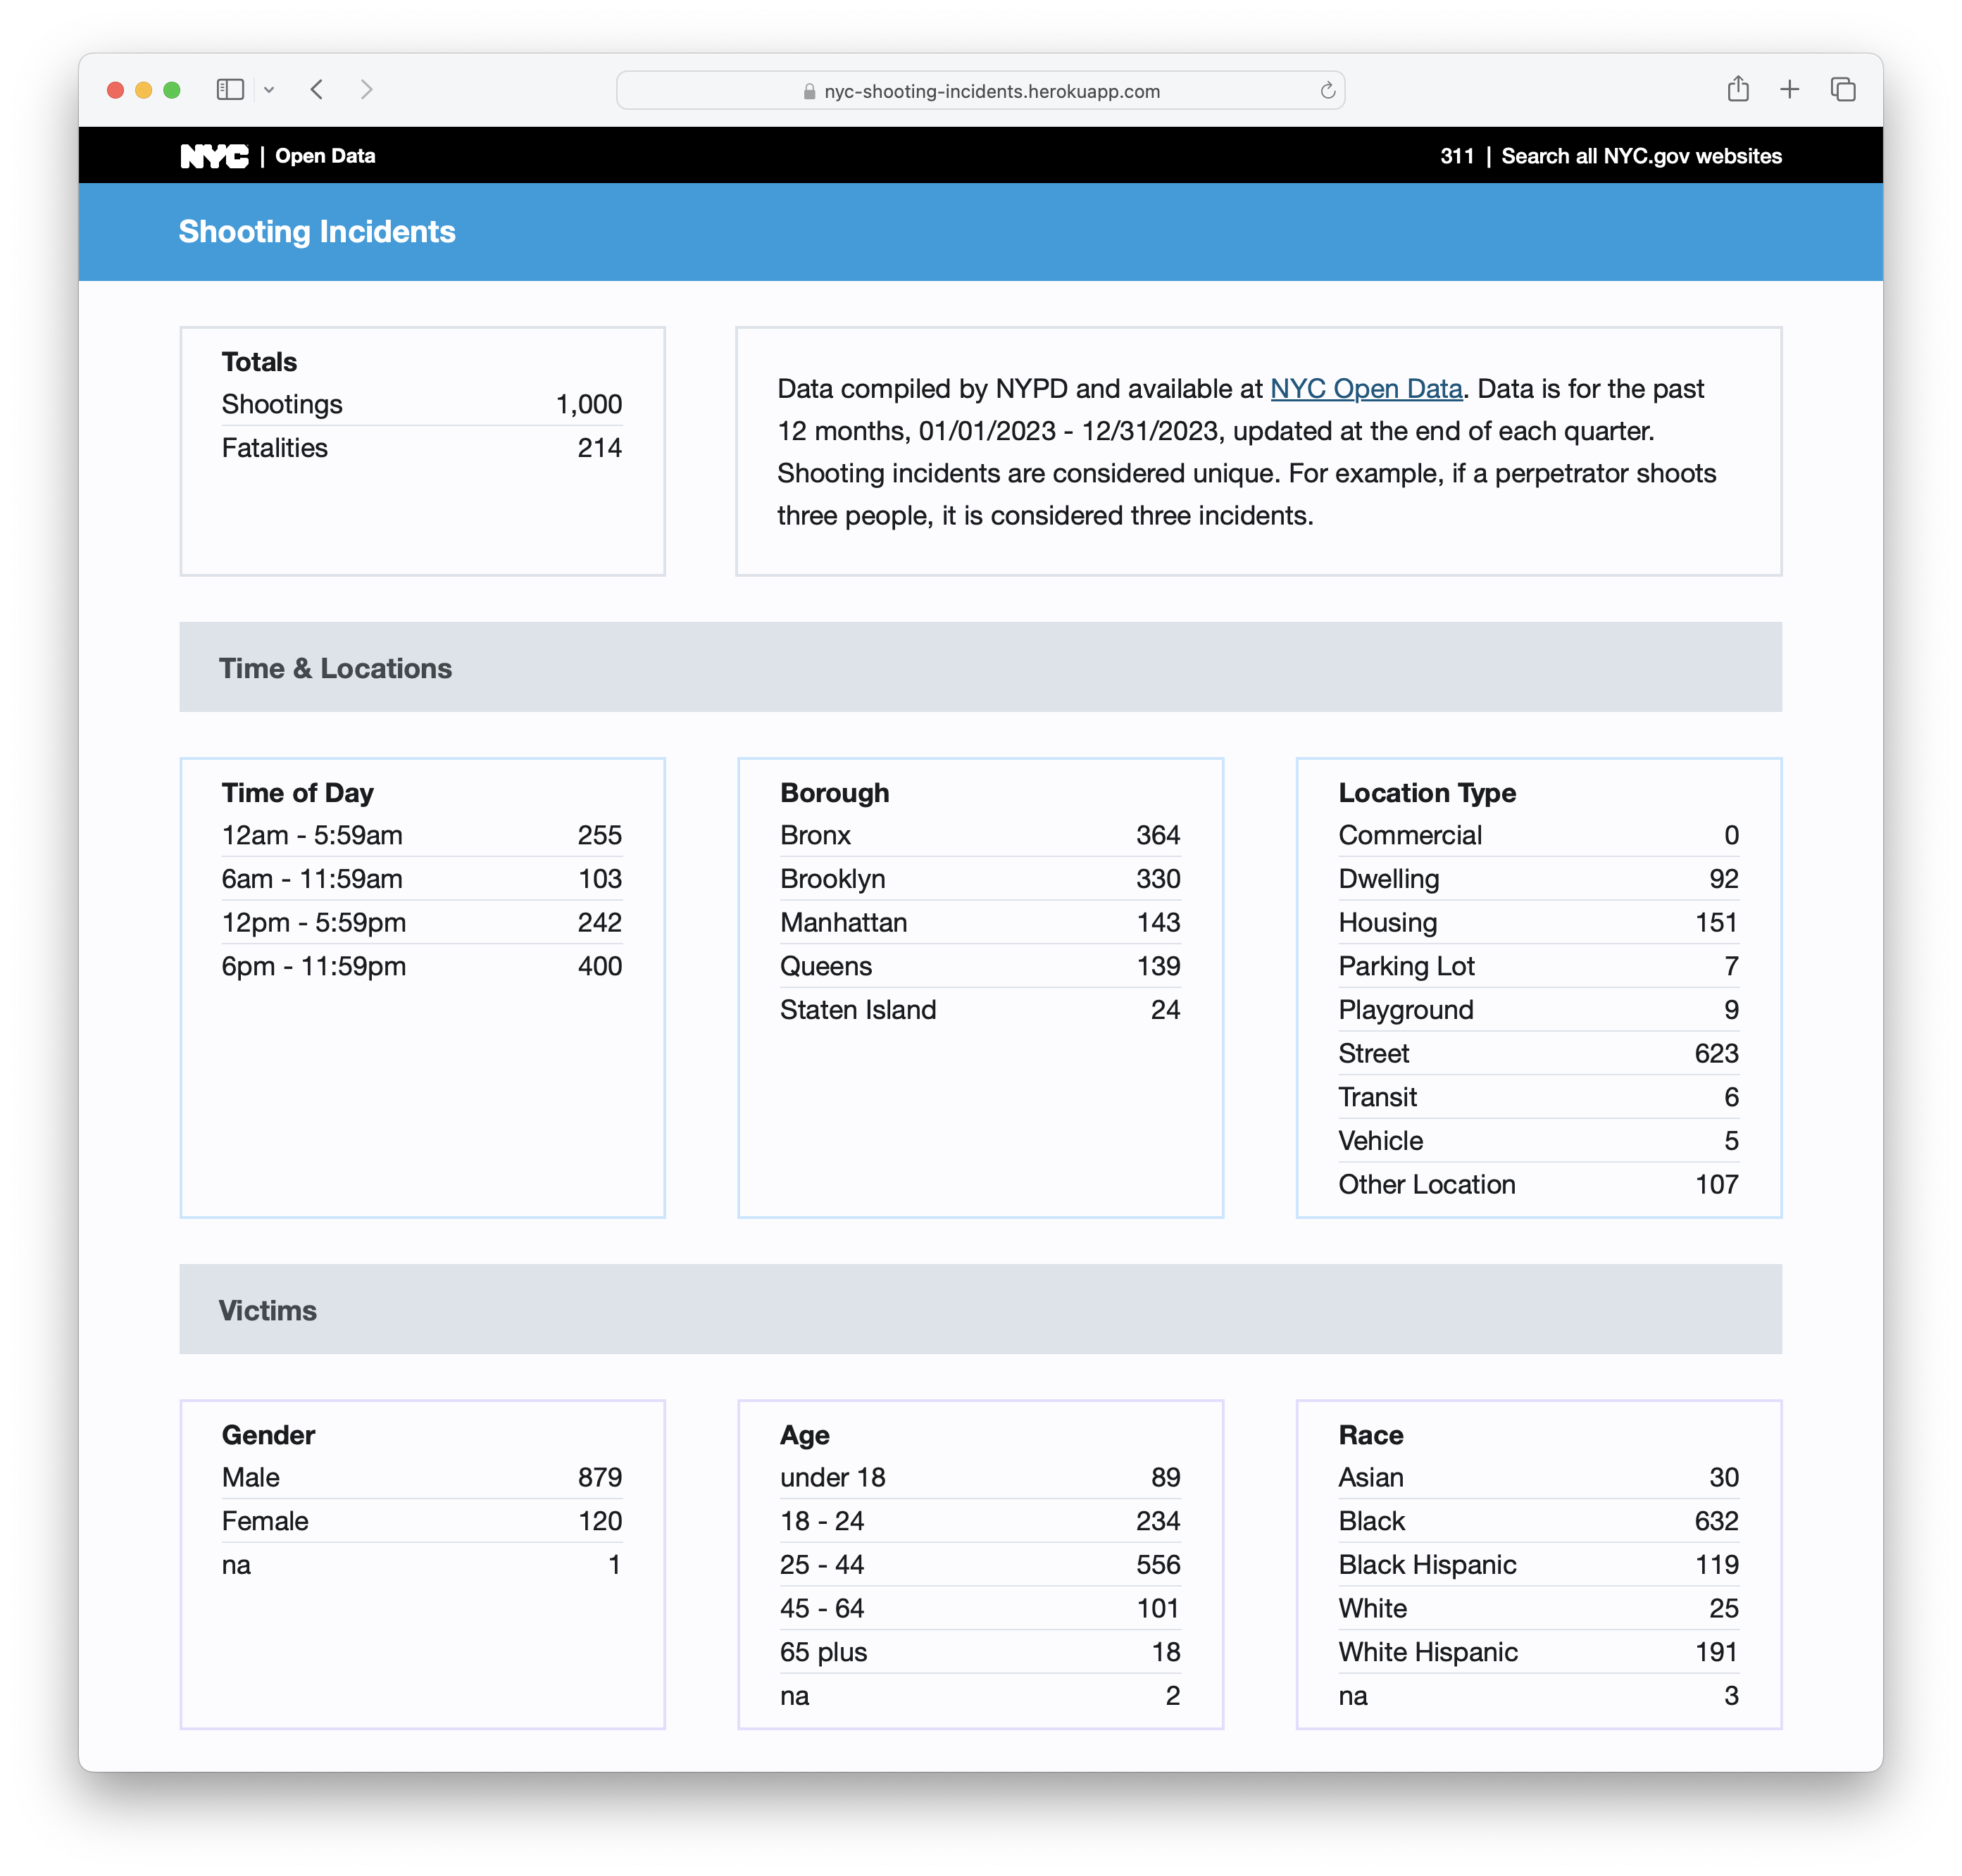 nyc-shooting-incidents.herokuapp.com
NYC | Open Data
311 | Search all NYC.gov websites
Shooting Incidents
Totals
Shootings 1,000
Fatalities 214
Data compiled by NYPD and available at NYC Open Data. Data is for the past
12 months, 01/01/2023 - 12/31/2023, updated at the end of each quarter.
Shooting incidents are considered unique. For example, if a perpetrator shoots
three people, it is considered three incidents.
Time & Locations
Time of Day
12am - 5:59am 255
6am - 11:59am 103
12pm - 5:59pm 242
6pm - 11:59pm 400
Borough
Bronx 364
Brooklyn 330
Manhattan 143
Queens 139
Staten Island 24
Location Type
Commercial 0
Dwelling 92
Housing 151
Parking Lot 7
Playground 9
Street 623
Transit 6
Vehicle 5
Other Location 107
Victims
Gender
Male 879
Female 120
na 1
Age
under 18 89
18 - 24 234
25 - 44 556
45 - 64 101
65 plus 18
na 2
Race
Asian 30
Black 632
Black Hispanic 119
White 25
White Hispanic 191
na 3